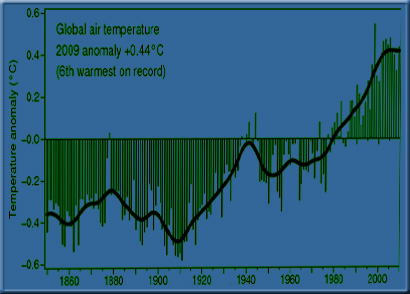 0.6
Global air temperature
2009 anomaly +0.44°C
(6th warmest on record)
0.4
0.2
-0.0
-0.2
-0.4
-0.6
Temperature anomaly (°C)
1860 1880 1900 1920 1940 1960 1980 2000